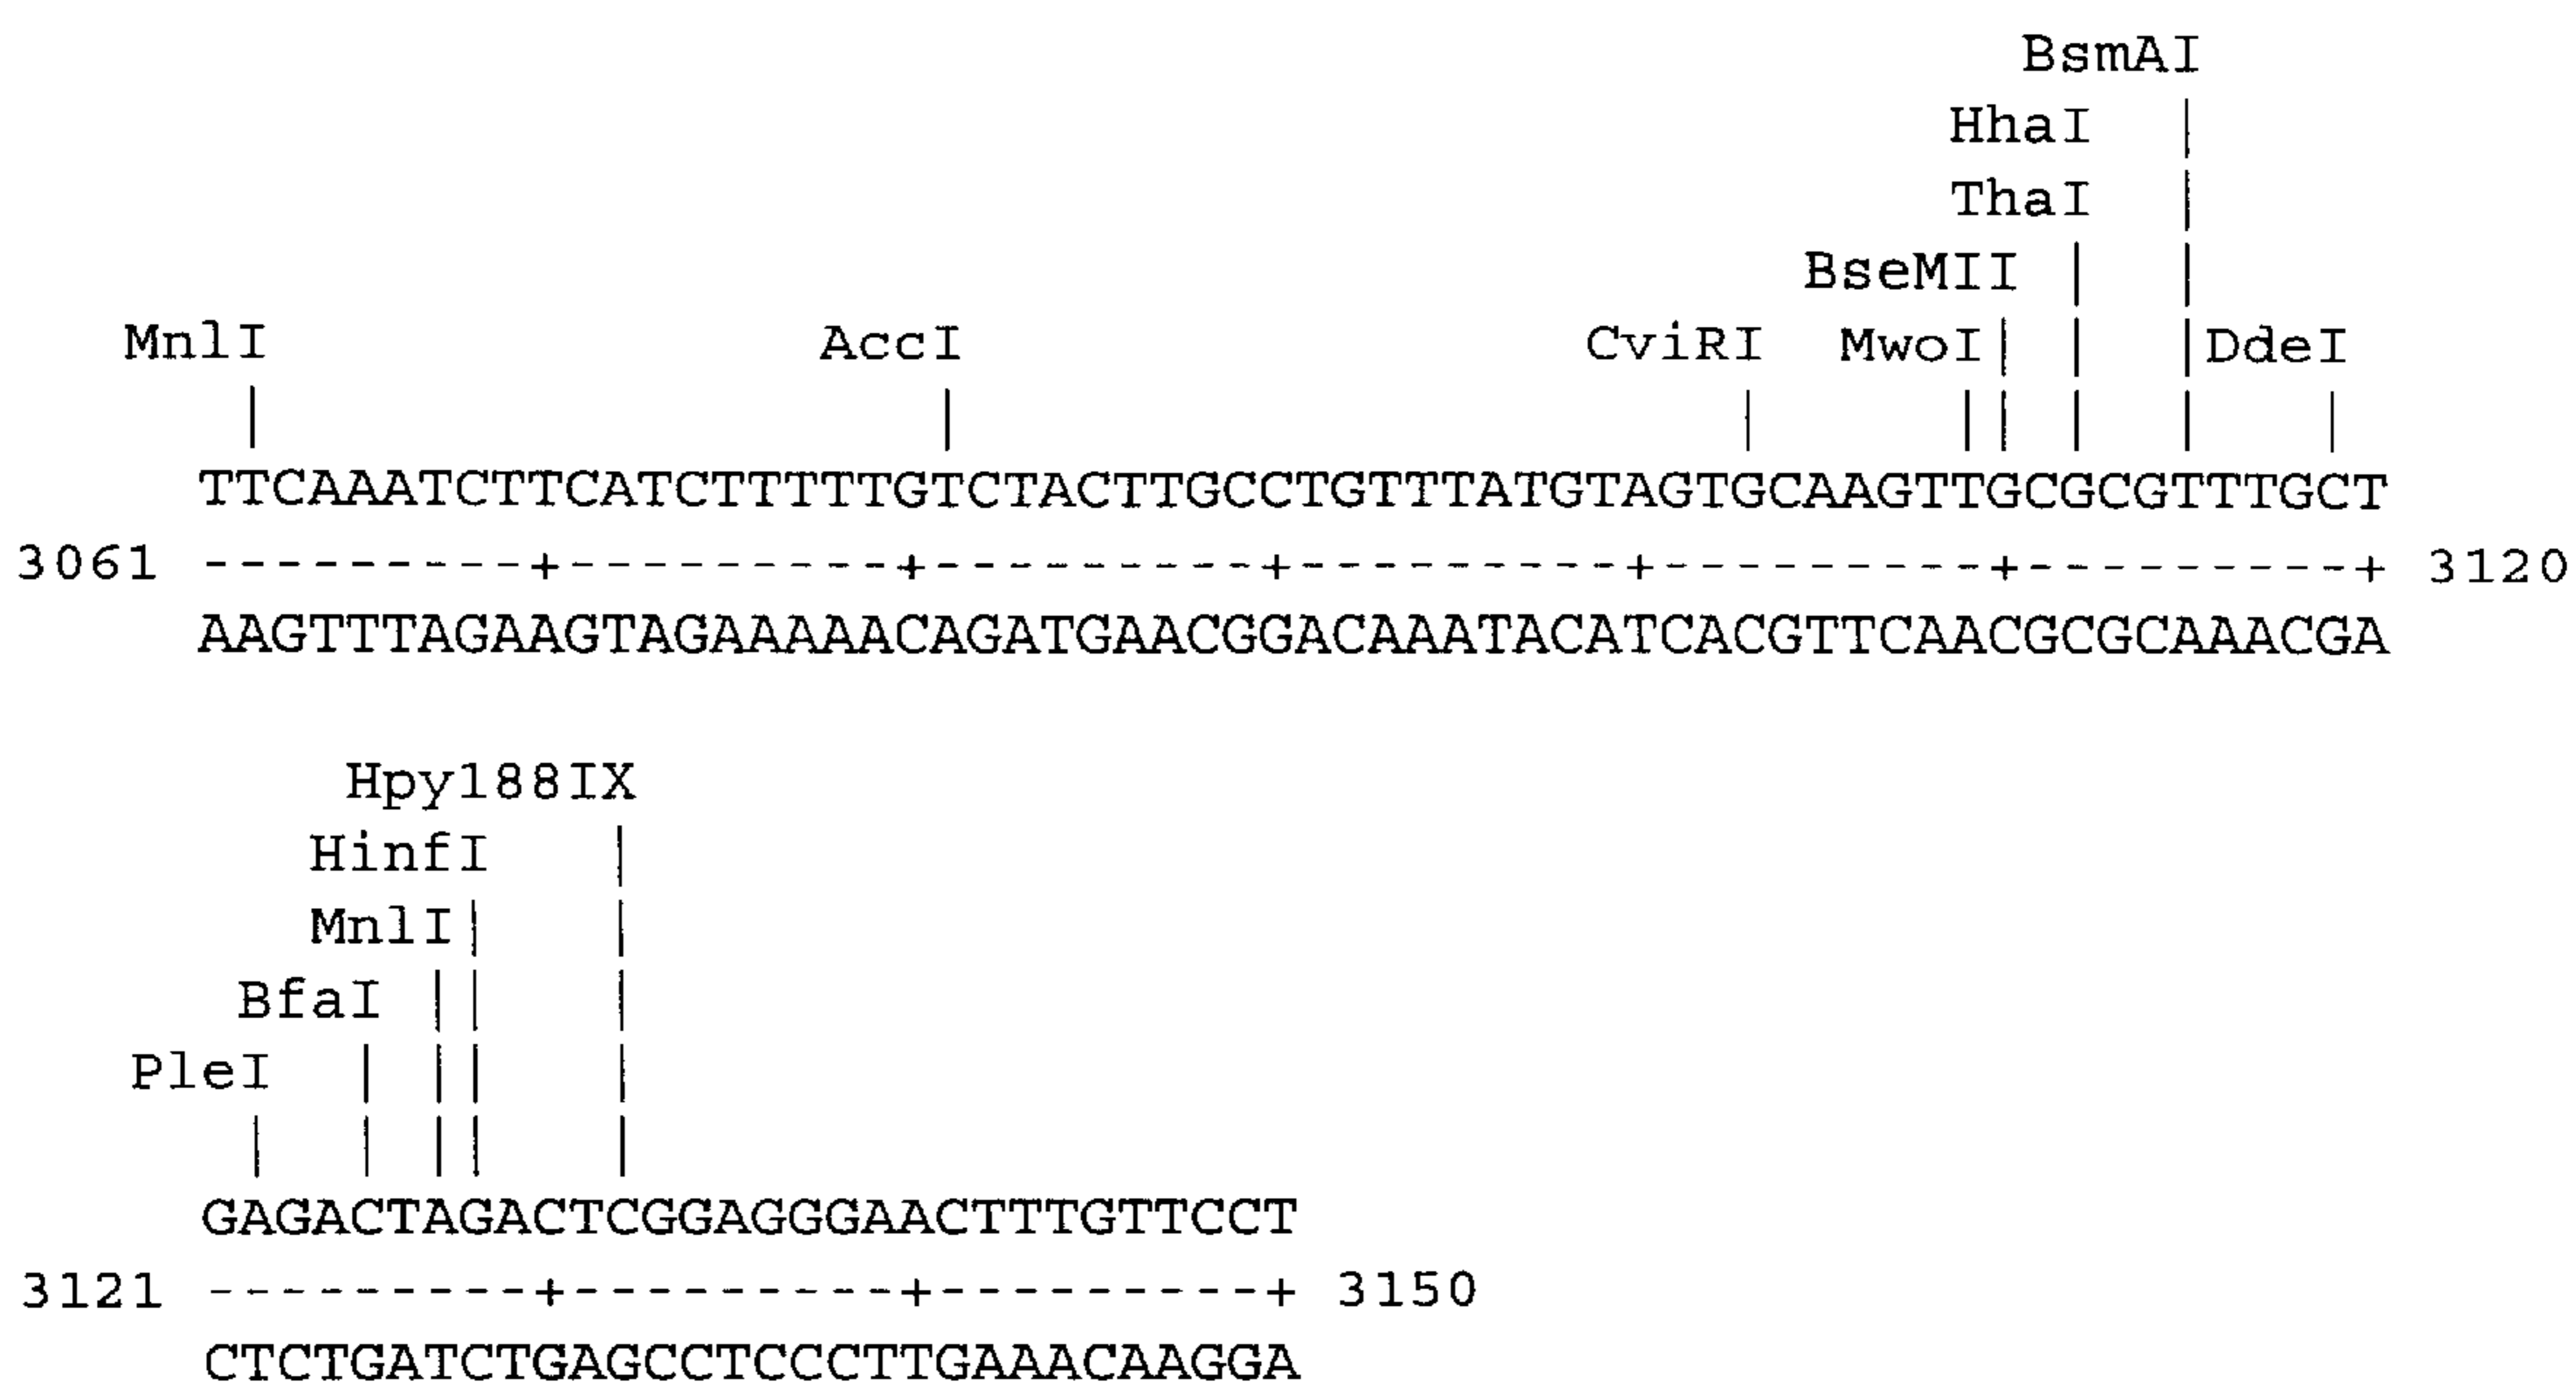 BsmAI
HhaI
ThaI
BseMII
MnlI AccI CviRI MwoI DdeI
TTCAAATCTTCATCTTTTTGTCTACTTGCCTGTTTATGTAGTGCAAGTTGCGCGTTTGCT
3061 ---------+---------+---------+---------+---------+---------+ 3120
AAGTTTAGAAGTAGAAAAACAGATGAACGGACAAATACATCACGTTCAACGCGCAAACGA
Hpy188IX
HinfI
MnlI
BfaI
PleI
GAGACTAGACTCGGAGGGAACTTTGTTCCT
3121 ---------+---------+---------+ 3150
CTCTGATCTGAGCCTCCCTTGAAACAAGGA